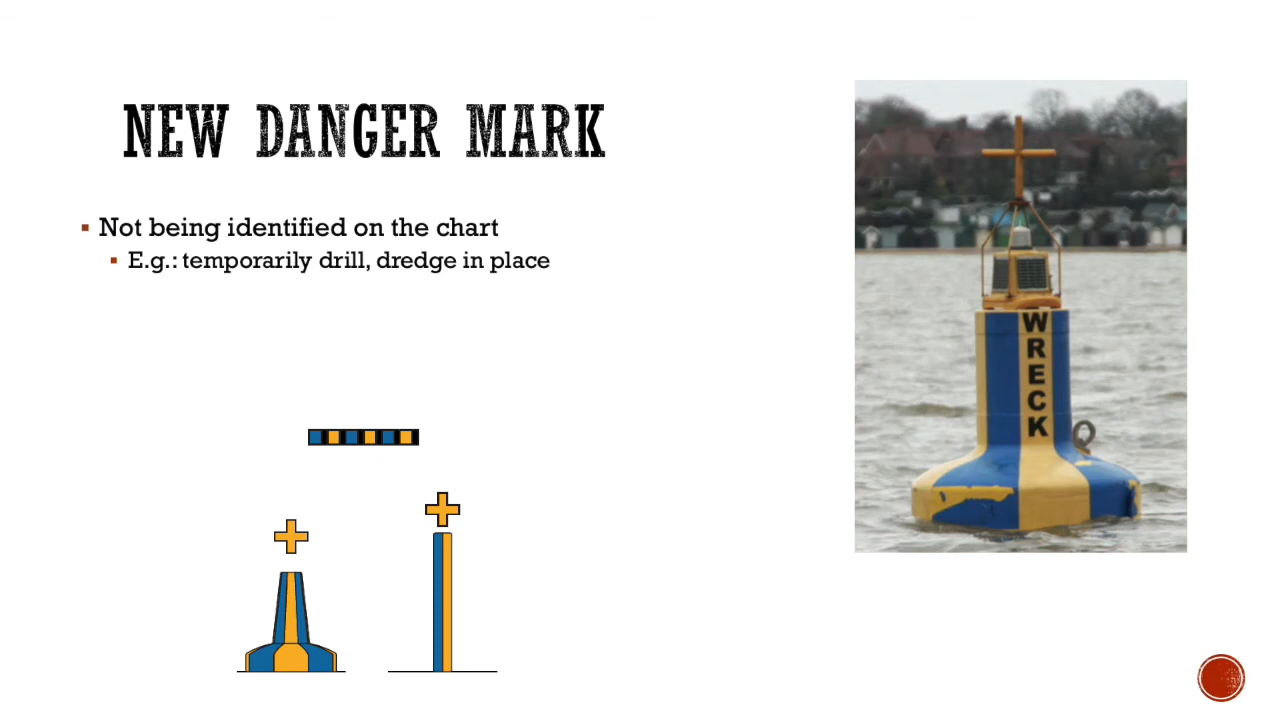 NEW DANGER MARK
Not being identified on the chart
E.g.: temporarily drill, dredge in place
WRECK